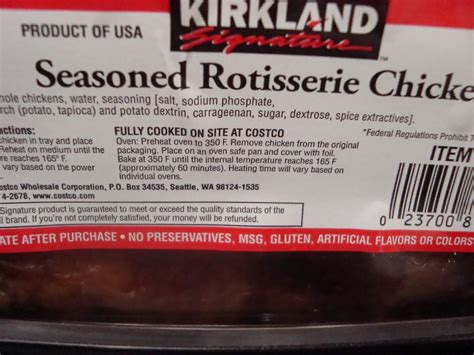 PRODUCT OF USA
KIRKLAND
Signature™
Seasoned Rotisserie Chicke
hole chickens, water, seasoning [salt, sodium phosphate,
rch (potato, tapioca) and potato dextrin, carrageenan, sugar, dextrose, spice extractives].
uctions:
chicken in tray and place
Reheat on medium until the
re reaches 165° F.
vary based on the power
FULLY COOKED ON SITE AT COSTCO
Oven: Preheat oven to 350 F. Remove chicken from the original
packaging. Place on an oven safe pan and cover with foil.
Bake at 350 F until the internal temperature reaches 165 F
(approximately 60 minutes). Heating time will vary based on
individual ovens.
*Federal Regulations Prohibit T
ITEM
ostco Wholesale Corporation, P.O. Box 34535, Seattle, WA 98124-1535
4-2678, www.costco.com
Signature product is guaranteed to meet or exceed the quality standards of the
l brand. If you're not completely satisfied, your money will be refunded.
0 23700 8
ATE AFTER PURCHASE • NO PRESERVATIVES, MSG, GLUTEN, ARTIFICIAL FLAVORS OR COLORS